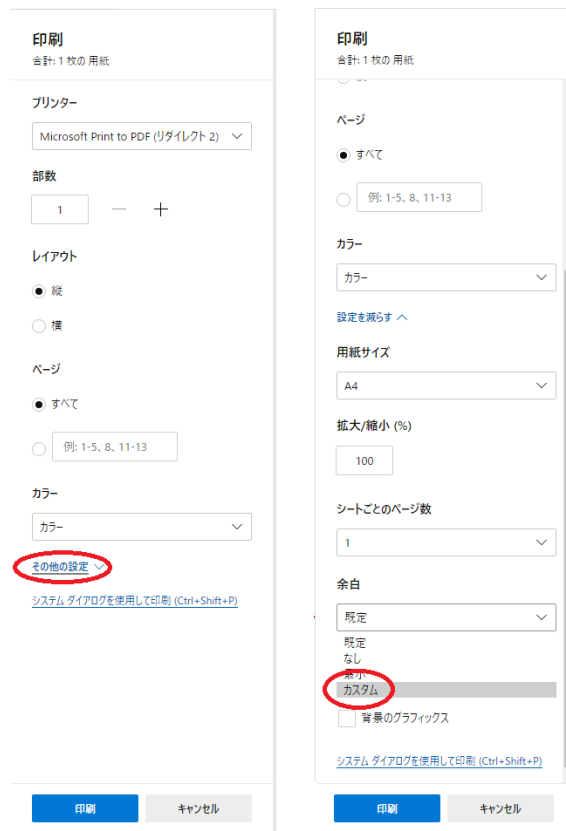 印刷
合計: 1 枚の 用紙
プリンター
Microsoft Print to PDF (リダイレクト 2)
部数
1
レイアウト
縦
横
ページ
すべて
例: 1-5、8、11-13
カラー
カラー
その他の設定
システム ダイアログを使用して印刷 (Ctrl+Shift+P)
印刷
キャンセル
印刷
合計: 1 枚の 用紙
ページ
すべて
例: 1-5、8、11-13
カラー
カラー
設定を減らす
用紙サイズ
A4
拡大/縮小 (%)
100
シートごとのページ数
1
余白
既定
既定
なし
最小
カスタム
背景のグラフィックス
システム ダイアログを使用して印刷 (Ctrl+Shift+P)
印刷
キャンセル